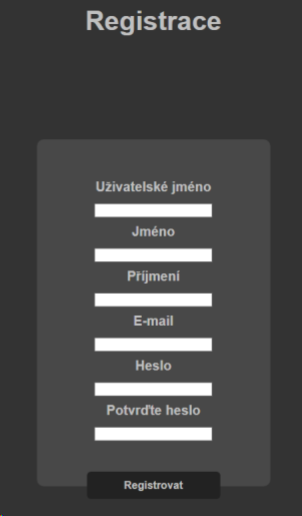 Registrace
Uživatelské jméno
Jméno
Příjmení
E-mail
Heslo
Potvrďte heslo
Registrovat